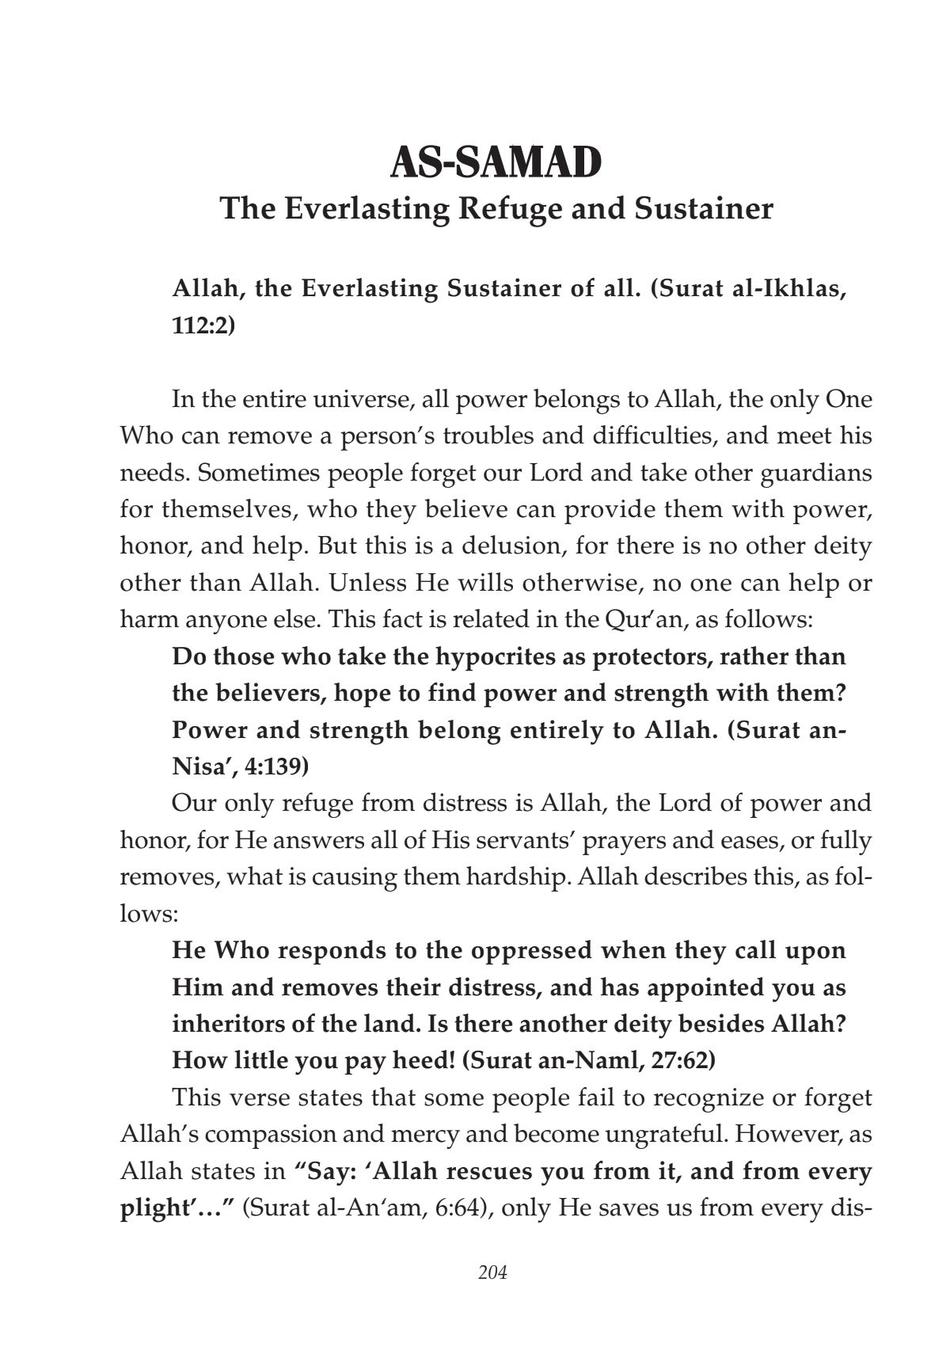 AS-SAMAD
The Everlasting Refuge and Sustainer
Allah, the Everlasting Sustainer of all. (Surat al-Ikhlas,
112:2)
In the entire universe, all power belongs to Allah, the only One
Who can remove a person’s troubles and difficulties, and meet his
needs. Sometimes people forget our Lord and take other guardians
for themselves, who they believe can provide them with power,
honor, and help. But this is a delusion, for there is no other deity
other than Allah. Unless He wills otherwise, no one can help or
harm anyone else. This fact is related in the Qur’an, as follows:
Do those who take the hypocrites as protectors, rather than
the believers, hope to find power and strength with them?
Power and strength belong entirely to Allah. (Surat an-
Nisa’, 4:139)
Our only refuge from distress is Allah, the Lord of power and
honor, for He answers all of His servants’ prayers and eases, or fully
removes, what is causing them hardship. Allah describes this, as fol-
lows:
He Who responds to the oppressed when they call upon
Him and removes their distress, and has appointed you as
inheritors of the land. Is there another deity besides Allah?
How little you pay heed! (Surat an-Naml, 27:62)
This verse states that some people fail to recognize or forget
Allah’s compassion and mercy and become ungrateful. However, as
Allah states in “Say: ‘Allah rescues you from it, and from every
plight’…” (Surat al-An‘am, 6:64), only He saves us from every dis-
204